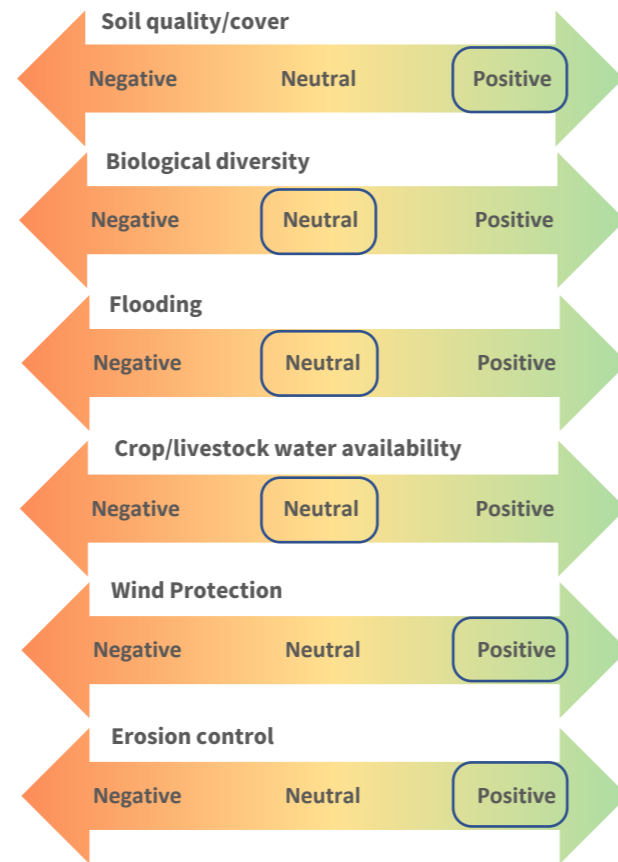 Soil quality/cover
Negative Neutral Positive
Biological diversity
Negative Neutral Positive
Flooding
Negative Neutral Positive
Crop/livestock water availability
Negative Neutral Positive
Wind Protection
Negative Neutral Positive
Erosion control
Negative Neutral Positive